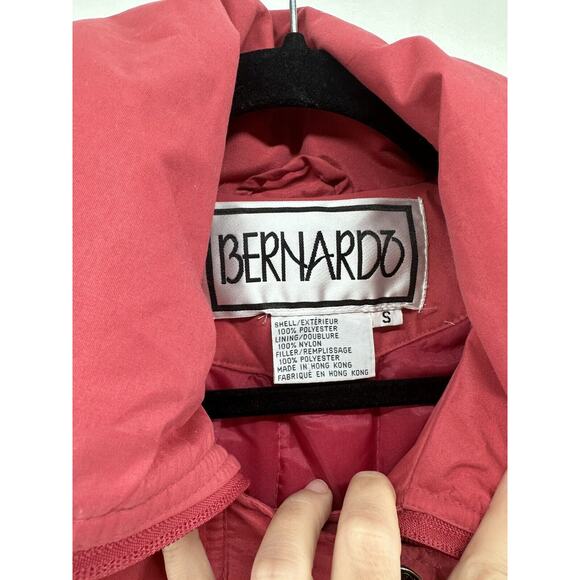 BERNARDO
S
SHELL/EXTÉRIEUR
100% POLYESTER
LINING/DOUBLURE
100% NYLON
FILLER/REMPLISSAGE
100% POLYESTER
MADE IN HONG KONG
FABRIQUÉ EN HONG KONG